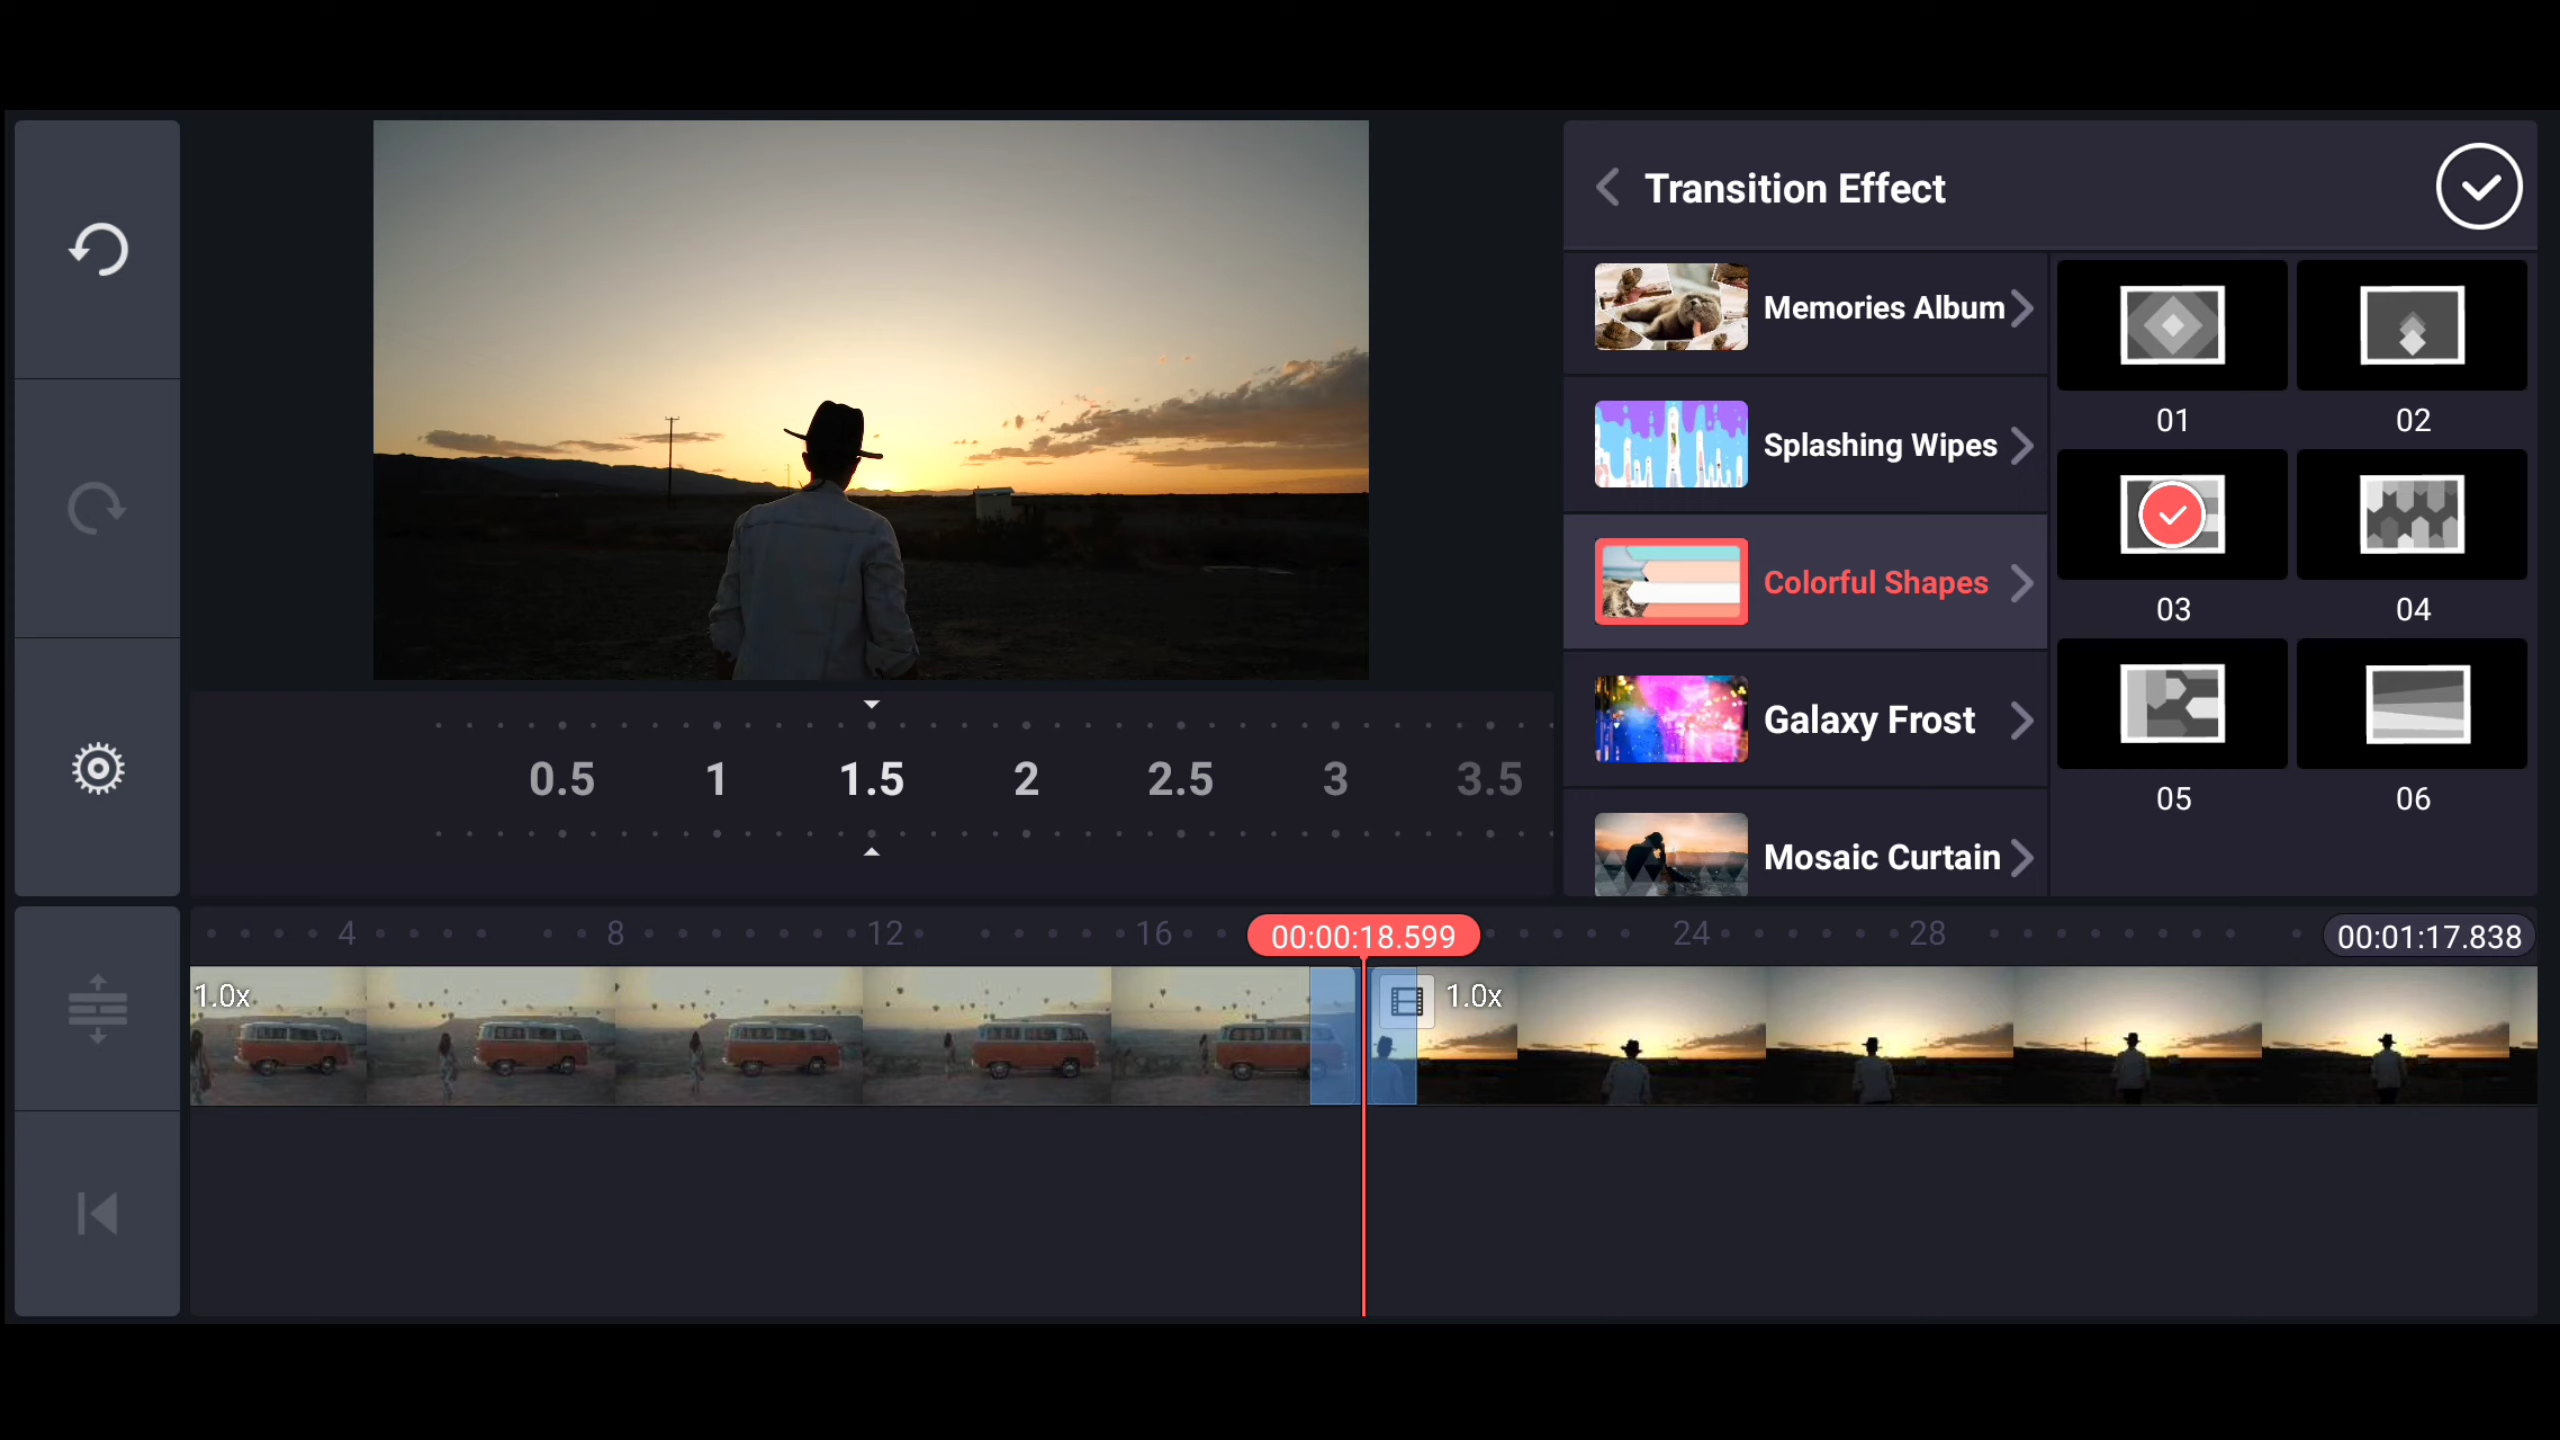 Transition Effect
Memories Album
Splashing Wipes
Colorful Shapes
Galaxy Frost
Mosaic Curtain
01 02
03 04
05 06
0.5 1 1.5 2 2.5 3 3.5
4 8 12 16 00:00:18.599 24 28 00:01:17.838
1.0x 1.0x